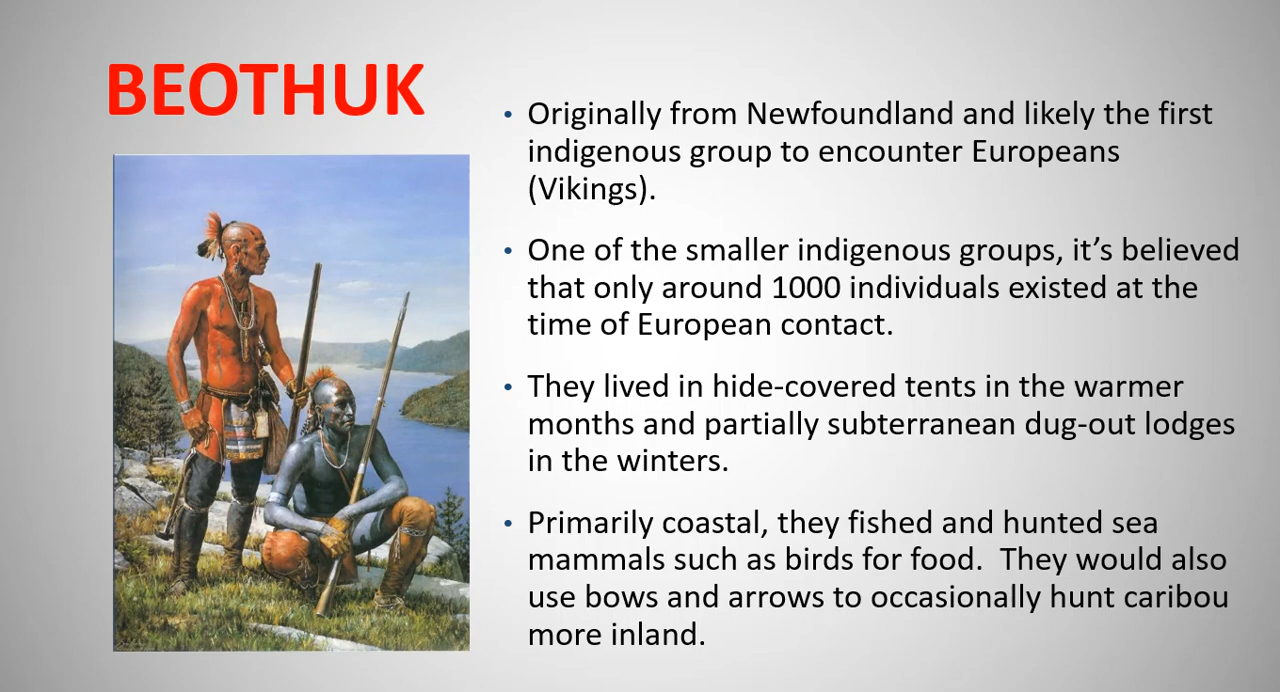 BEOTHUK
• Originally from Newfoundland and likely the first
indigenous group to encounter Europeans
(Vikings).
• One of the smaller indigenous groups, it’s believed
that only around 1000 individuals existed at the
time of European contact.
• They lived in hide-covered tents in the warmer
months and partially subterranean dug-out lodges
in the winters.
• Primarily coastal, they fished and hunted sea
mammals such as birds for food.  They would also
use bows and arrows to occasionally hunt caribou
more inland.